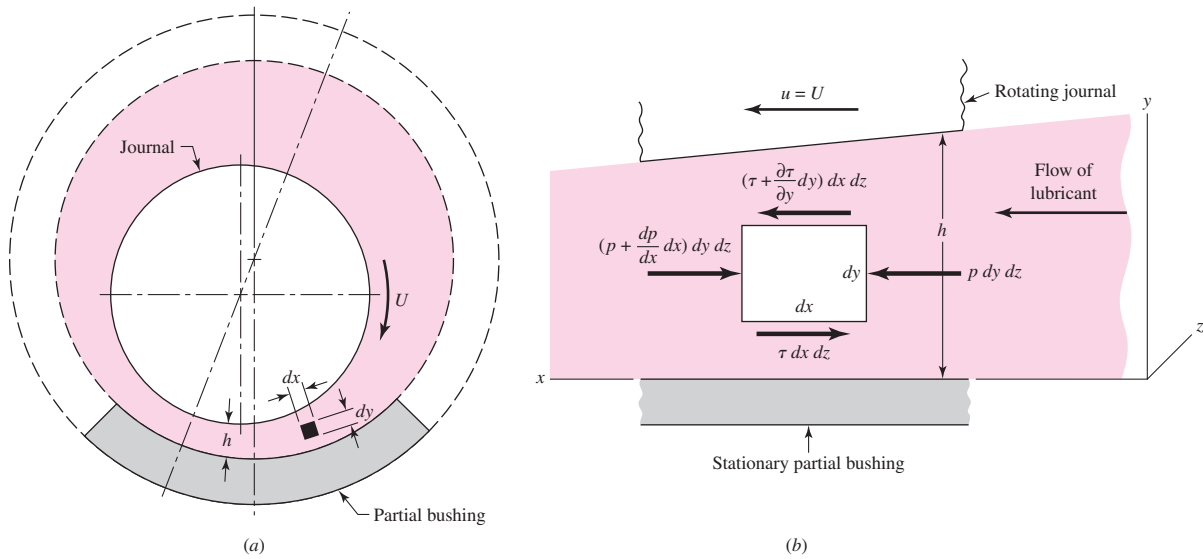 Journal
U
dx
dy
h
Partial bushing
(a)
u = U
Rotating journal
y
(τ + ∂τ/∂y dy) dx dz
Flow of
lubricant
h
(p + dp/dx dx) dy dz
dy
p dy dz
dx
τ dx dz
z
x
Stationary partial bushing
(b)